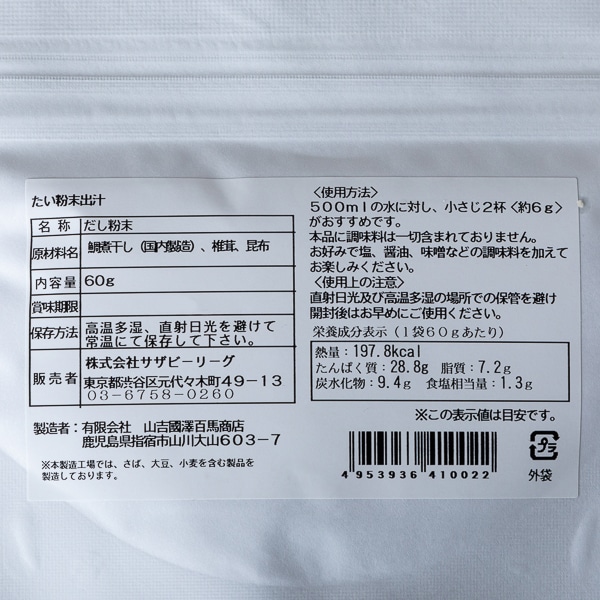 たい粉末出汁
名称 だし粉末
原材料名 鯛煮干し（国内製造）、椎茸、昆布
内容量 60g
賞味期限
保存方法 高温多湿、直射日光を避けて
常温にて保存して下さい。
販売者 株式会社サザビーリーグ
東京都渋谷区元代々木町49-13
03-6758-0260
製造者：有限会社 山吉國澤百馬商店
鹿児島県指宿市山川大山603-7
※本製造工場では、さば、大豆、小麦を含む製品を
製造しております。
〈使用方法〉
500mlの水に対し、小さじ2杯〈約6g〉
がおすすめです。
本品に調味料は一切含まれておりません。
お好みで塩、醤油、味噌などの調味料を加えて
お楽しみください。
〈使用上の注意〉
直射日光及び高温多湿の場所での保管を避け
開封後はお早めにご使用ください。
栄養成分表示（1袋60gあたり）
熱量：197.8kcal
たんぱく質：28.8g 脂質：7.2g
炭水化物：9.4g 食塩相当量：1.3g
※この表示値は目安です。
4953936 410022
プラ
外袋